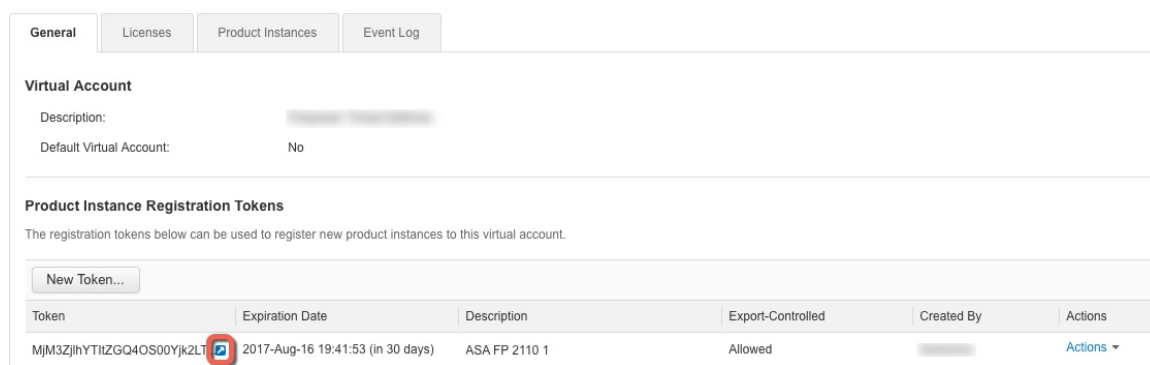 General Licenses Product Instances Event Log
Virtual Account
Description:
Default Virtual Account: No
Product Instance Registration Tokens
The registration tokens below can be used to register new product instances to this virtual account.
New Token...
Token Expiration Date Description Export-Controlled Created By Actions
MjM3ZjlhYTItZGQ4OS00Yjk2LT 2017-Aug-16 19:41:53 (in 30 days) ASA FP 2110 1 Allowed Actions